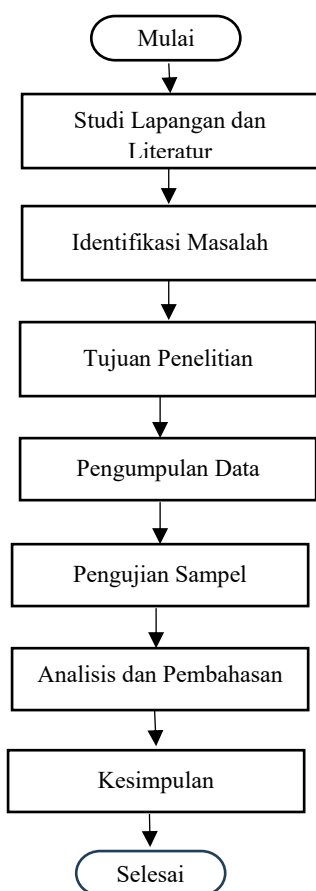 Mulai
Studi Lapangan dan
Literatur
Identifikasi Masalah
Tujuan Penelitian
Pengumpulan Data
Pengujian Sampel
Analisis dan Pembahasan
Kesimpulan
Selesai